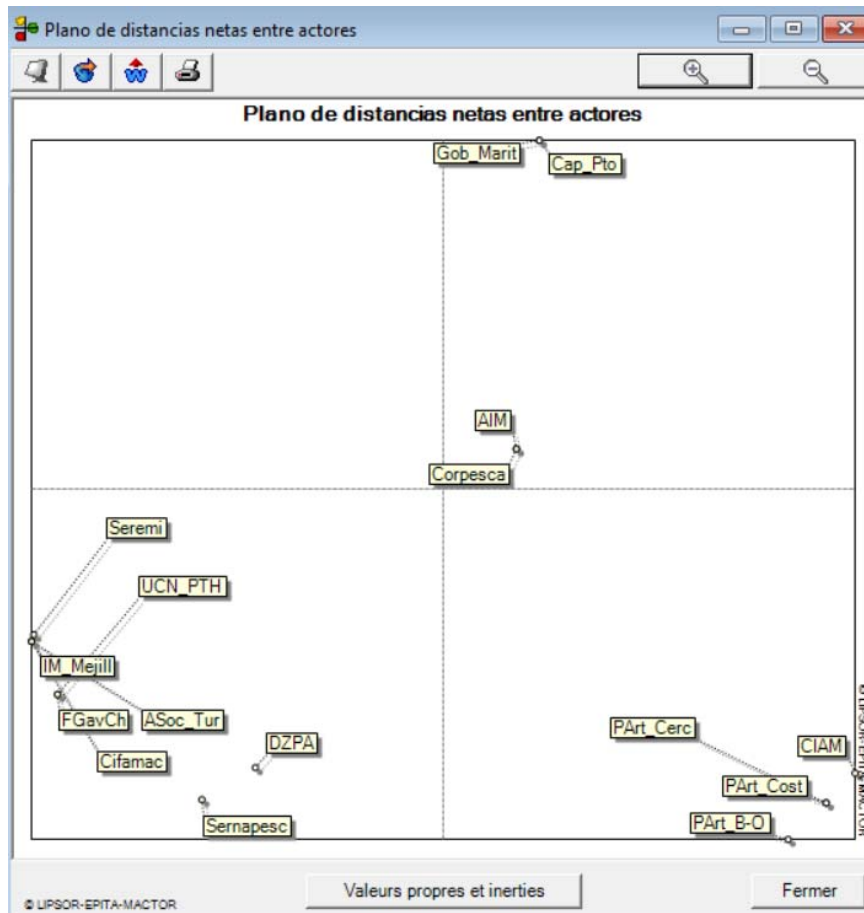 Plano de distancias netas entre actores
Plano de distancias netas entre actores
Gob_Marit
Cap_Pto
AIM
Corpesca
Seremi
UCN_PTH
IM_Mejill
FGavCh
ASoc_Tur
Cifamac
DZPA
Sernapesc
PArt_Cerc
CIAM
PArt_Cost
PArt_B-O
© LIPSOR-EPITA-MACTOR
Valeurs propres et inerties
Fermer
© LIPSOR-EPITA-MACTOR